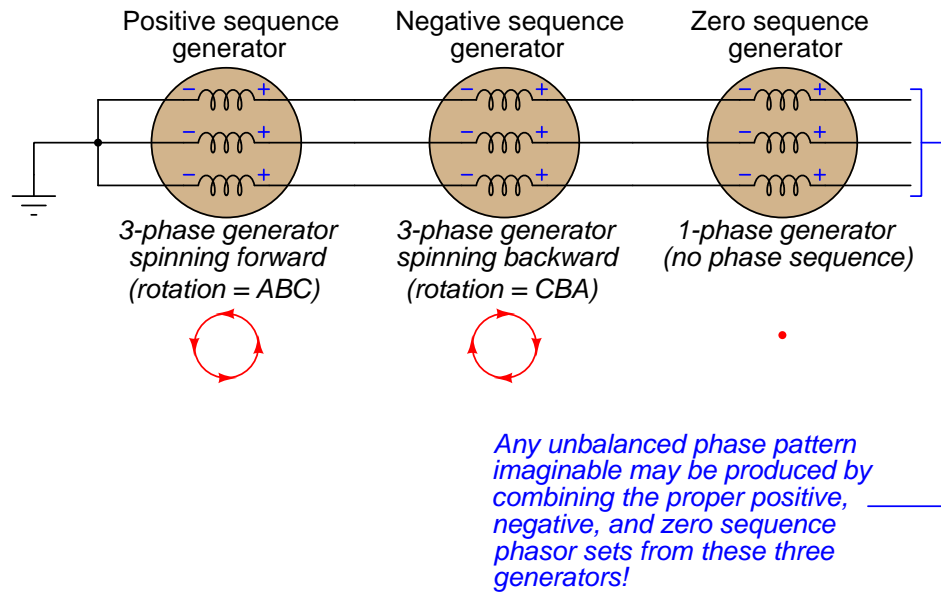 Positive sequence
generator
Negative sequence
generator
Zero sequence
generator
− + − + − +
− + − + − +
− + − + − +
3-phase generator
spinning forward
(rotation = ABC)
3-phase generator
spinning backward
(rotation = CBA)
1-phase generator
(no phase sequence)
Any unbalanced phase pattern
imaginable may be produced by
combining the proper positive,
negative, and zero sequence
phasor sets from these three
generators!